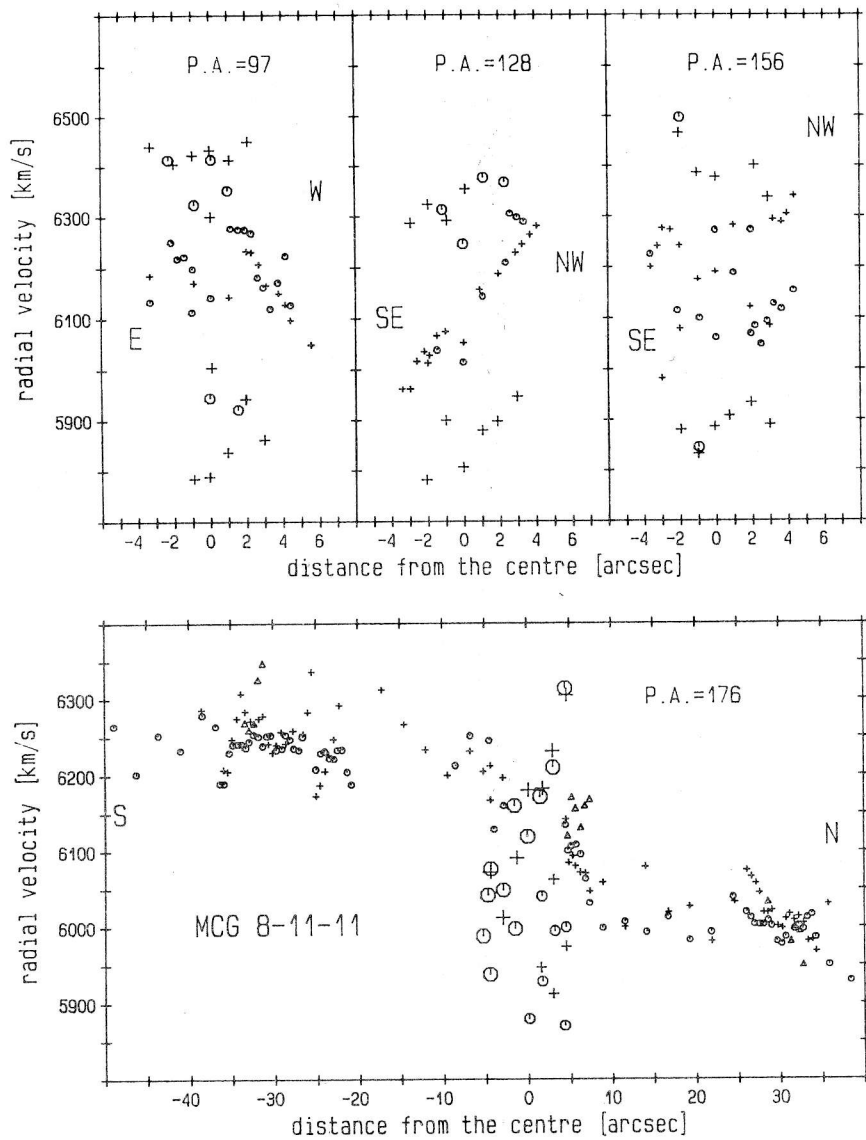 P.A.=97
P.A.=128
P.A.=156
6500
6300
6100
5900
radial velocity [km/s]
W
E
NW
SE
NW
SE
-4 -2 0 2 4 6
-4 -2 0 2 4 6
-4 -2 0 2 4 6
distance from the centre [arcsec]
P.A.=176
6300
6200
6100
6000
5900
radial velocity [km/s]
S
N
MCG 8-11-11
-40 -30 -20 -10 0 10 20 30
distance from the centre [arcsec]